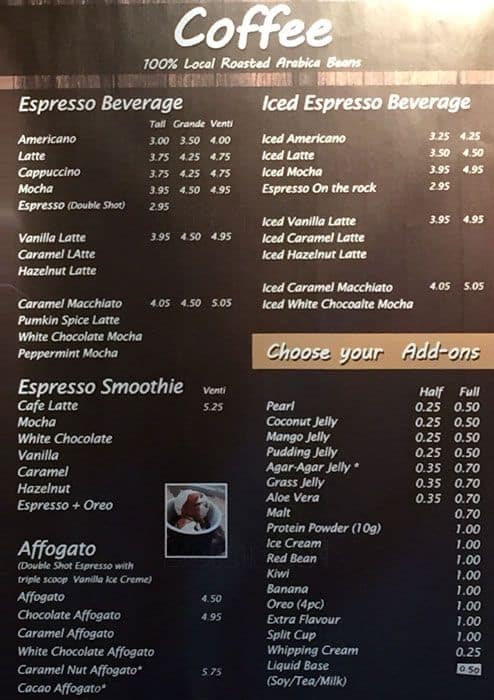 Coffee
100% Local Roasted Arabica Beans
Espresso Beverage
Tall Grande Venti
Americano 3.00 3.50 4.00
Latte 3.75 4.25 4.75
Cappuccino 3.75 4.25 4.75
Mocha 3.95 4.50 4.95
Espresso (Double Shot) 2.95
Vanilla Latte 3.95 4.50 4.95
Caramel LAtte
Hazelnut Latte
Caramel Macchiato 4.05 4.50 5.05
Pumkin Spice Latte
White Chocolate Mocha
Peppermint Mocha
Espresso Smoothie Venti
Cafe Latte 5.25
Mocha
White Chocolate
Vanilla
Caramel
Hazelnut
Espresso + Oreo
Affogato
(Double Shot Espresso with
triple scoop Vanilla Ice Creme)
Affogato 4.50
Chocolate Affogato 4.95
Caramel Affogato
White Chocolate Affogato
Caramel Nut Affogato* 5.75
Cacao Affogato*
Iced Espresso Beverage
Iced Americano 3.25 4.25
Iced Latte 3.50 4.50
Iced Mocha 3.95 4.95
Espresso On the rock 2.95
Iced Vanilla Latte 3.95 4.95
Iced Caramel Latte
Iced Hazelnut Latte
Iced Caramel Macchiato 4.05 5.05
Iced White Chocoalte Mocha
Choose your Add-ons
Half Full
Pearl 0.25 0.50
Coconut Jelly 0.25 0.50
Mango Jelly 0.25 0.50
Pudding Jelly 0.25 0.50
Agar-Agar Jelly * 0.35 0.70
Grass Jelly 0.35 0.70
Aloe Vera 0.35 0.70
Malt 0.70
Protein Powder (10g) 1.00
Ice Cream 1.00
Red Bean 1.00
Kiwi 1.00
Banana 1.00
Oreo (4pc) 1.00
Extra Flavour 1.00
Split Cup 1.00
Whipping Cream 0.25
Liquid Base 0.50
(Soy/Tea/Milk)